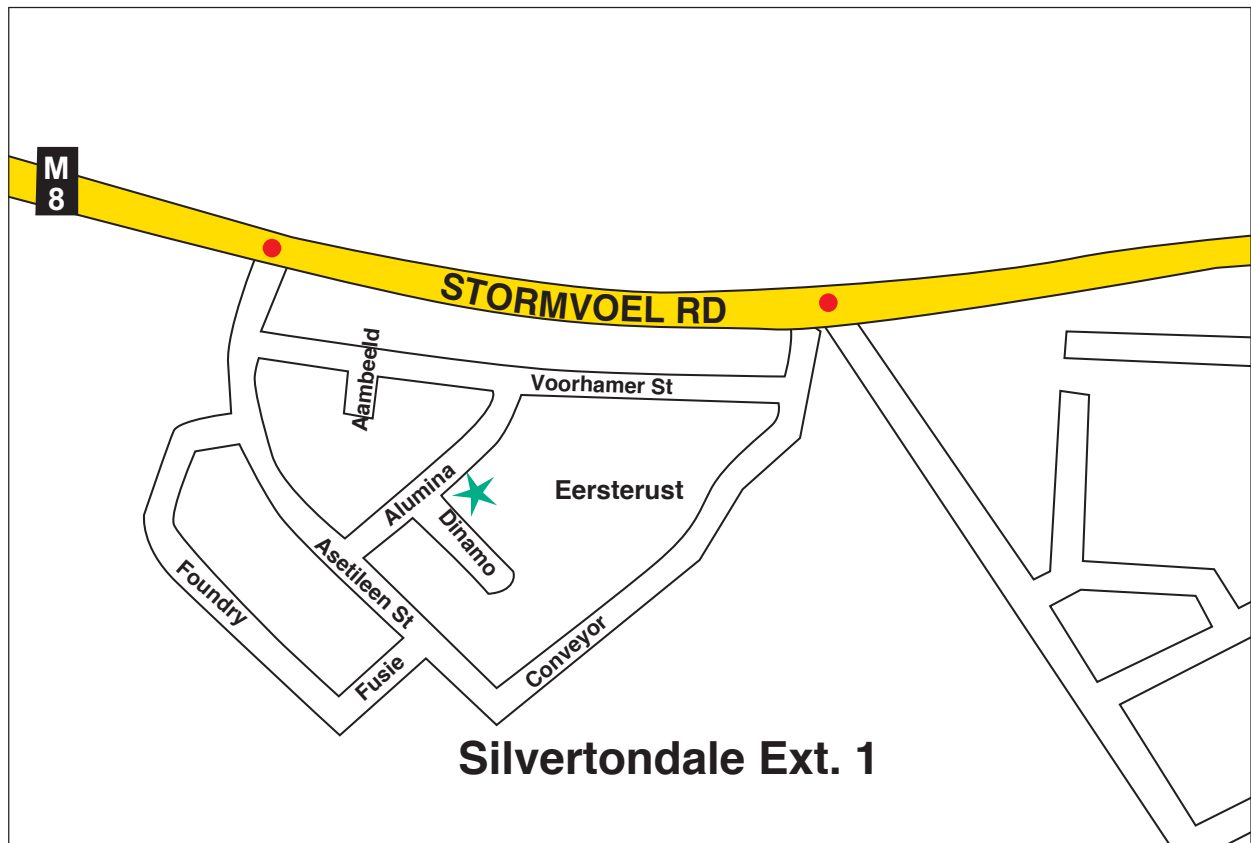 M
8
STORMVOEL RD
Aambeeld
Voorhamer St
Alumina
Eersterust
Dinamo
Asetileen St
Foundry
Conveyor
Fusie
Silvertondale Ext. 1